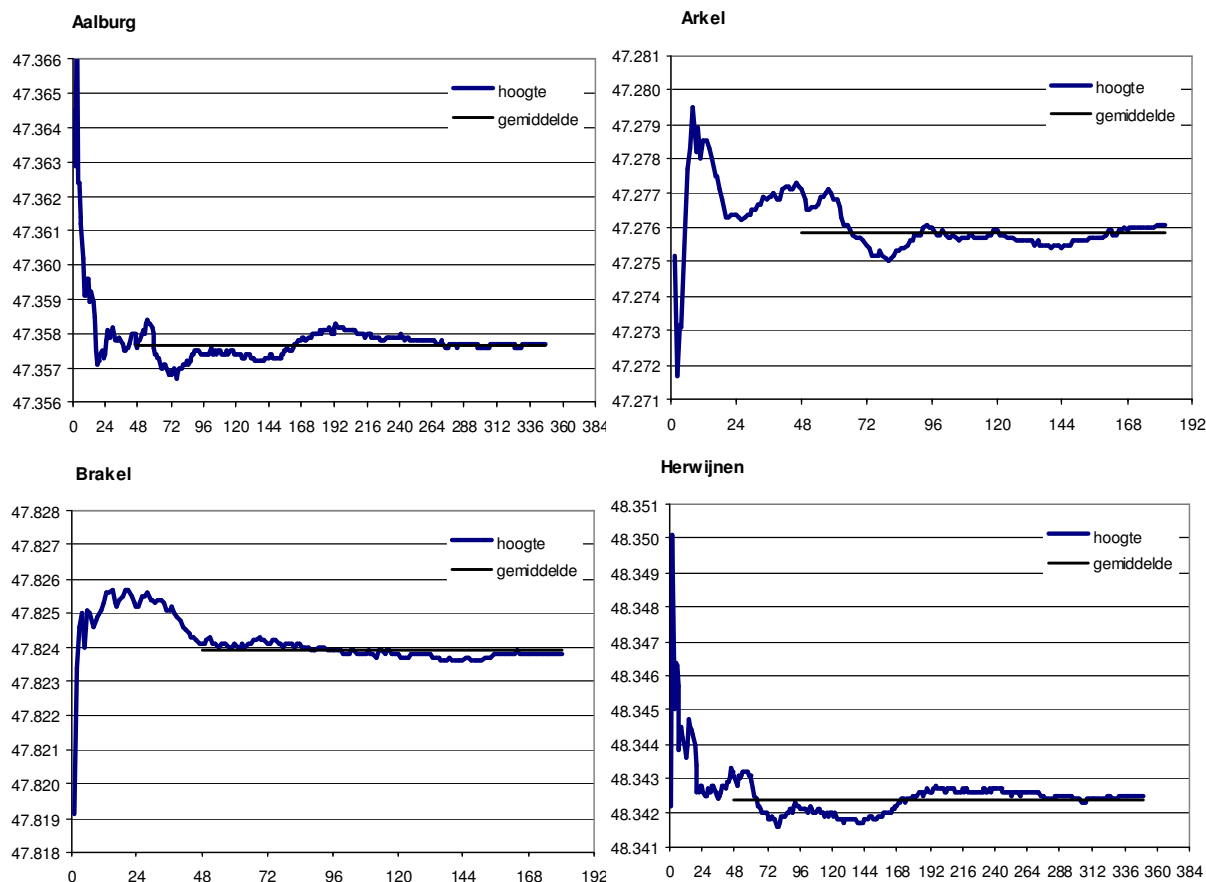 Aalburg
47.366
47.365
47.364
47.363
47.362
47.361
47.360
47.359
47.358
47.357
47.356
hoogte
gemiddelde
0 24 48 72 96 120 144 168 192 216 240 264 288 312 336 360 384
Arkel
47.281
47.280
47.279
47.278
47.277
47.276
47.275
47.274
47.273
47.272
47.271
hoogte
gemiddelde
0 24 48 72 96 120 144 168 192
Brakel
47.828
47.827
47.826
47.825
47.824
47.823
47.822
47.821
47.820
47.819
47.818
hoogte
gemiddelde
0 24 48 72 96 120 144 168 192
Herwijnen
48.351
48.350
48.349
48.348
48.347
48.346
48.345
48.344
48.343
48.342
48.341
hoogte
gemiddelde
0 24 48 72 96 120 144 168 192 216 240 264 288 312 336 360 384